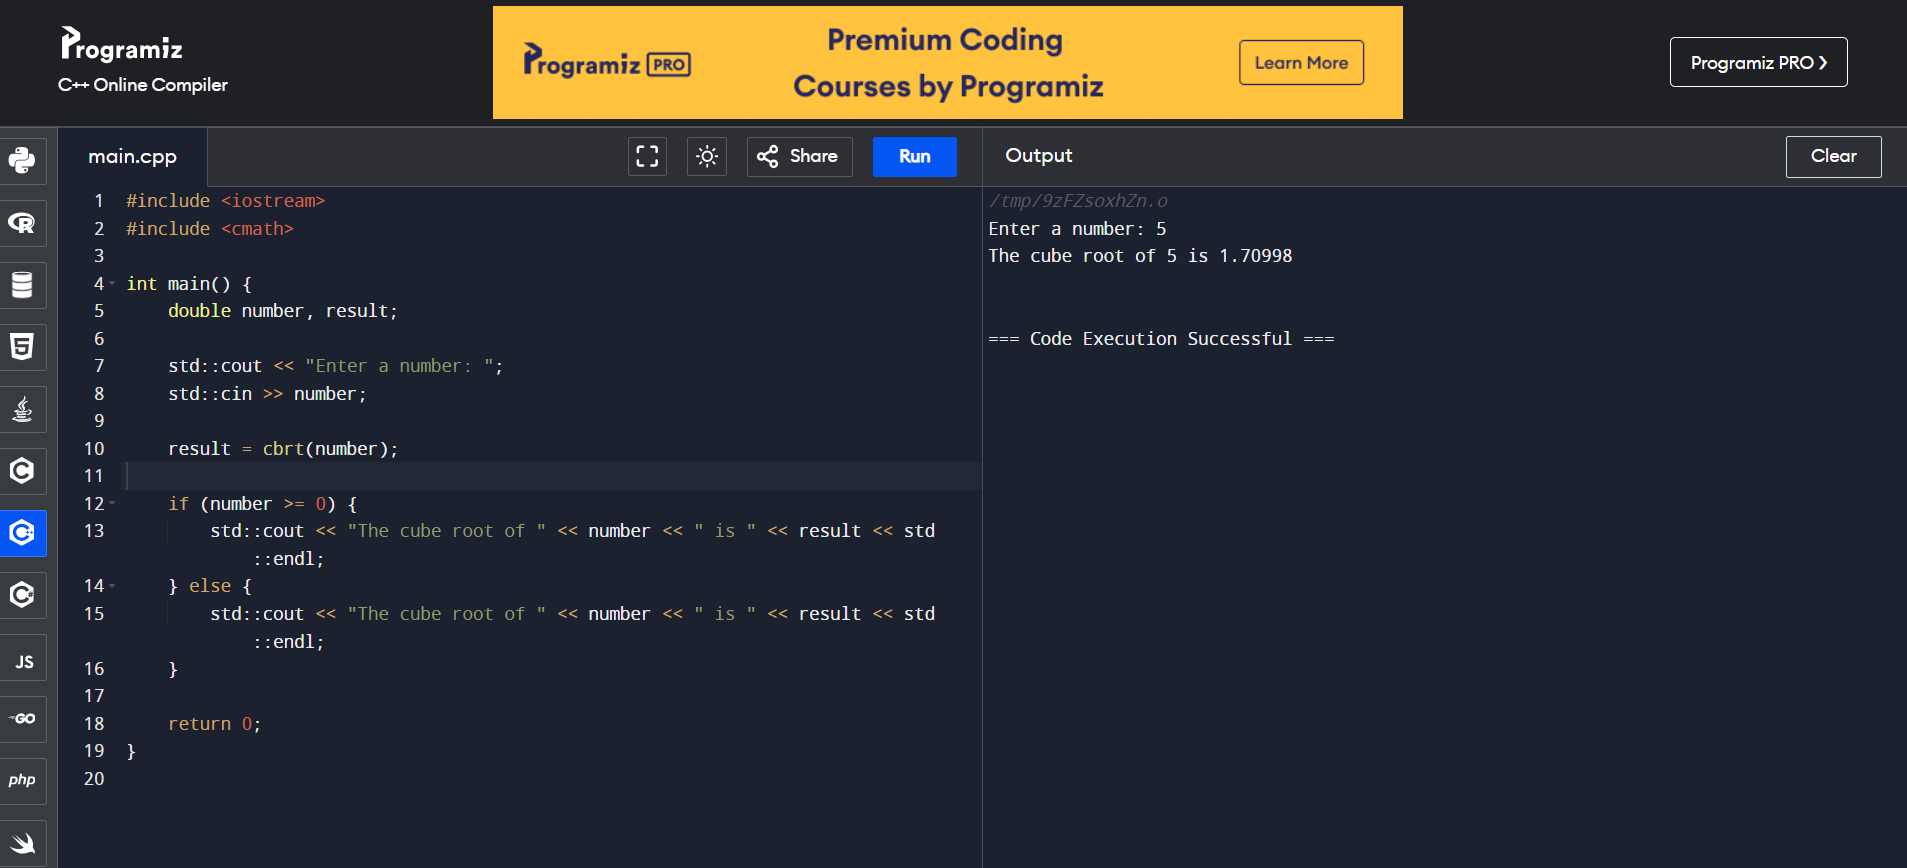 Programiz
C++ Online Compiler
Programiz PRO
Premium Coding
Courses by Programiz
Learn More
Programiz PRO ❯
main.cpp
Share
Run
Output
Clear
1 #include <iostream>
2 #include <cmath>
3
4 int main() {
5 double number, result;
6
7 std::cout << "Enter a number: ";
8 std::cin >> number;
9
10 result = cbrt(number);
11
12 if (number >= 0) {
13 std::cout << "The cube root of " << number << " is " << result << std
::endl;
14 } else {
15 std::cout << "The cube root of " << number << " is " << result << std
::endl;
16 }
17
18 return 0;
19 }
20
/tmp/9zFZsoxhZn.o
Enter a number: 5
The cube root of 5 is 1.70998
=== Code Execution Successful ===
R
5
C
C++
C#
JS
GO
php